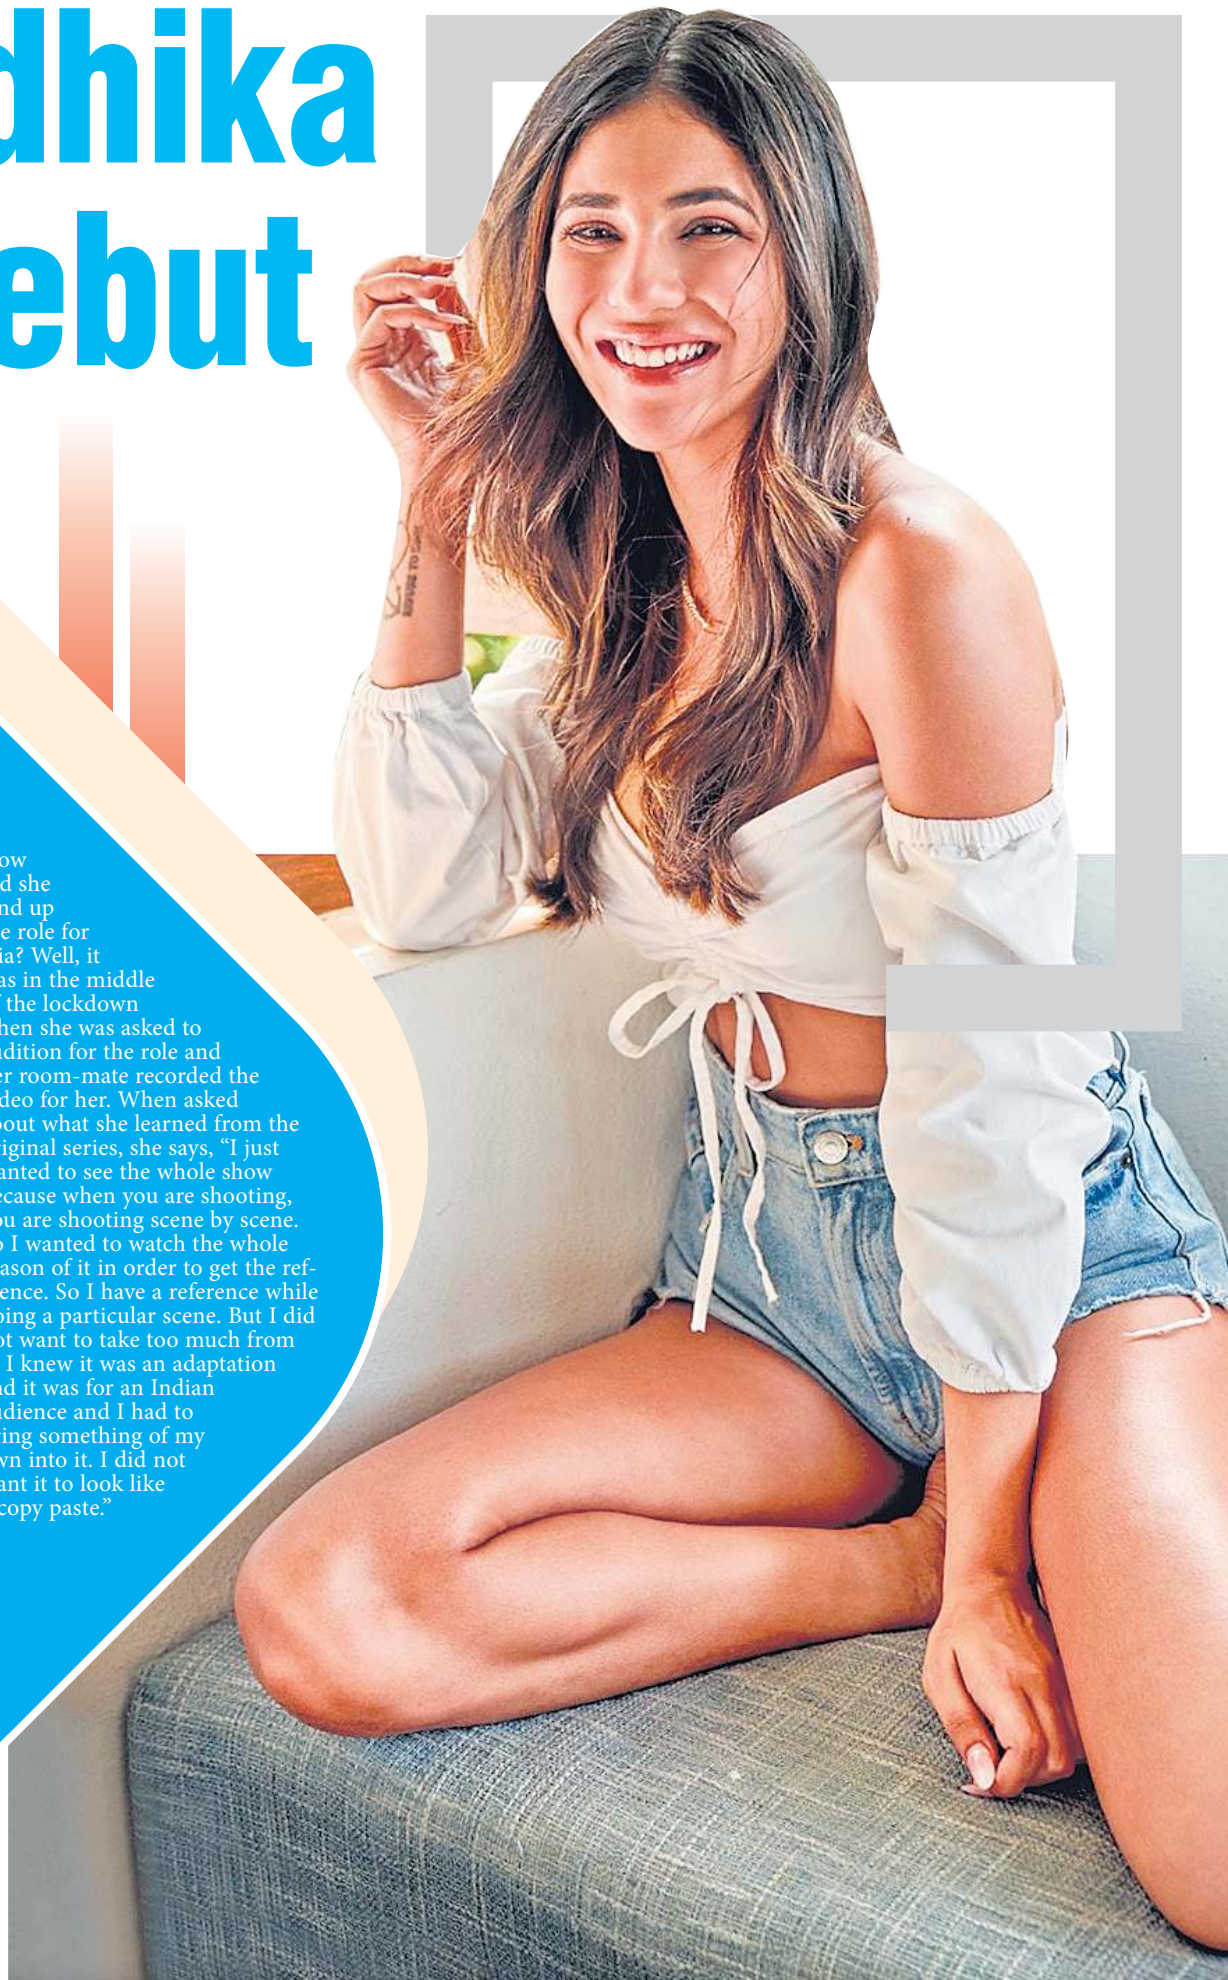 dhika
ebut
ow
d she
nd up
e role for
ia? Well, it
as in the middle
f the lockdown
hen she was asked to
udition for the role and
er room-mate recorded the
deo for her. When asked
bout what she learned from the
riginal series, she says, “I just
anted to see the whole show
ecause when you are shooting,
ou are shooting scene by scene.
o I wanted to watch the whole
ason of it in order to get the ref-
ence. So I have a reference while
oing a particular scene. But I did
ot want to take too much from
I knew it was an adaptation
nd it was for an Indian
udience and I had to
ring something of my
wn into it. I did not
ant it to look like
copy paste.”